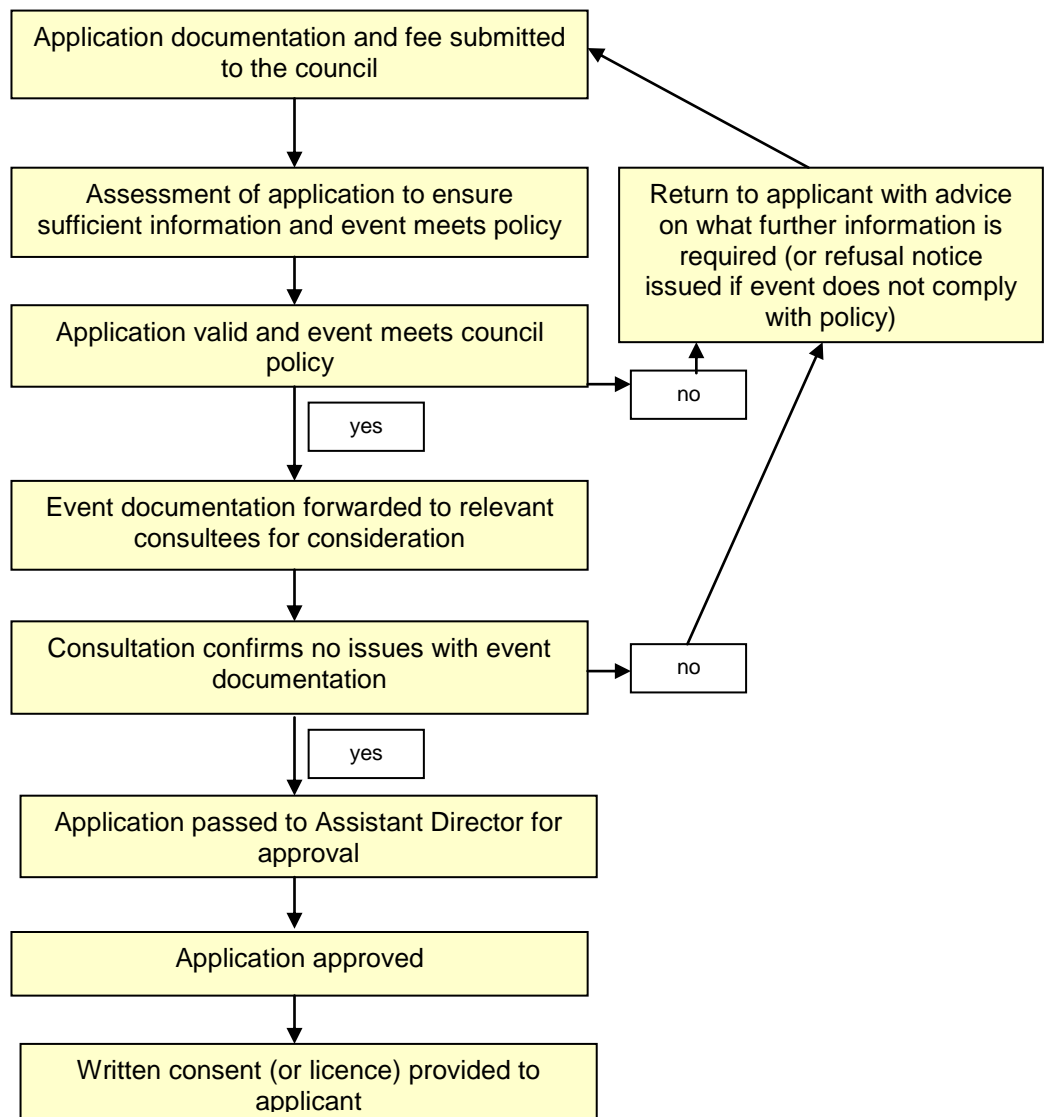 Application documentation and fee submitted
to the council
Assessment of application to ensure
sufficient information and event meets policy
Return to applicant with advice
on what further information is
required (or refusal notice
issued if event does not comply
with policy)
Application valid and event meets council
policy
no
yes
Event documentation forwarded to relevant
consultees for consideration
Consultation confirms no issues with event
documentation
no
yes
Application passed to Assistant Director for
approval
Application approved
Written consent (or licence) provided to
applicant